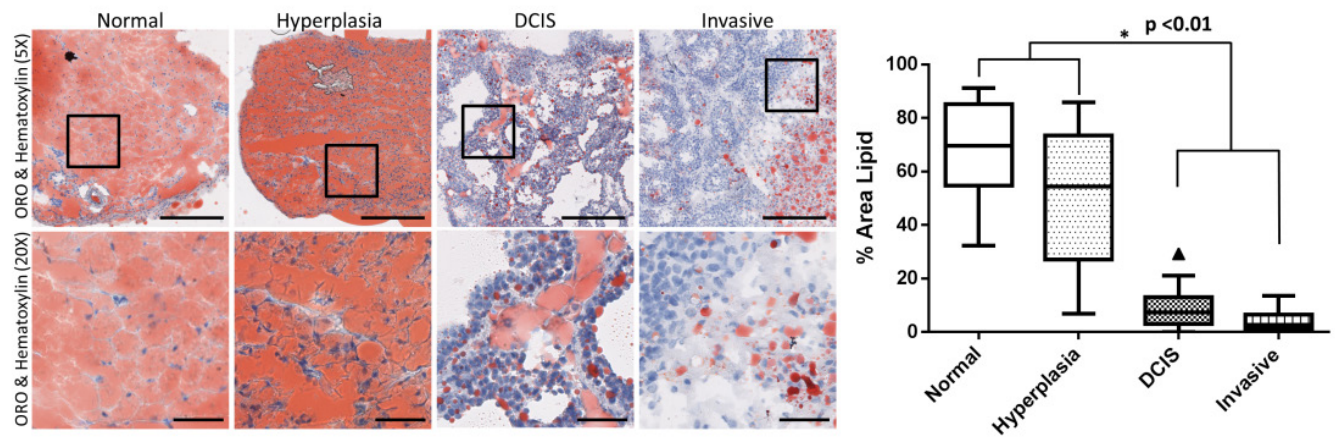 Normal
Hyperplasia
DCIS
Invasive
ORO & Hematoxylin (5X)
ORO & Hematoxylin (20X)
* p <0.01
% Area Lipid
100
80
60
40
20
0
Normal
Hyperplasia
DCIS
Invasive